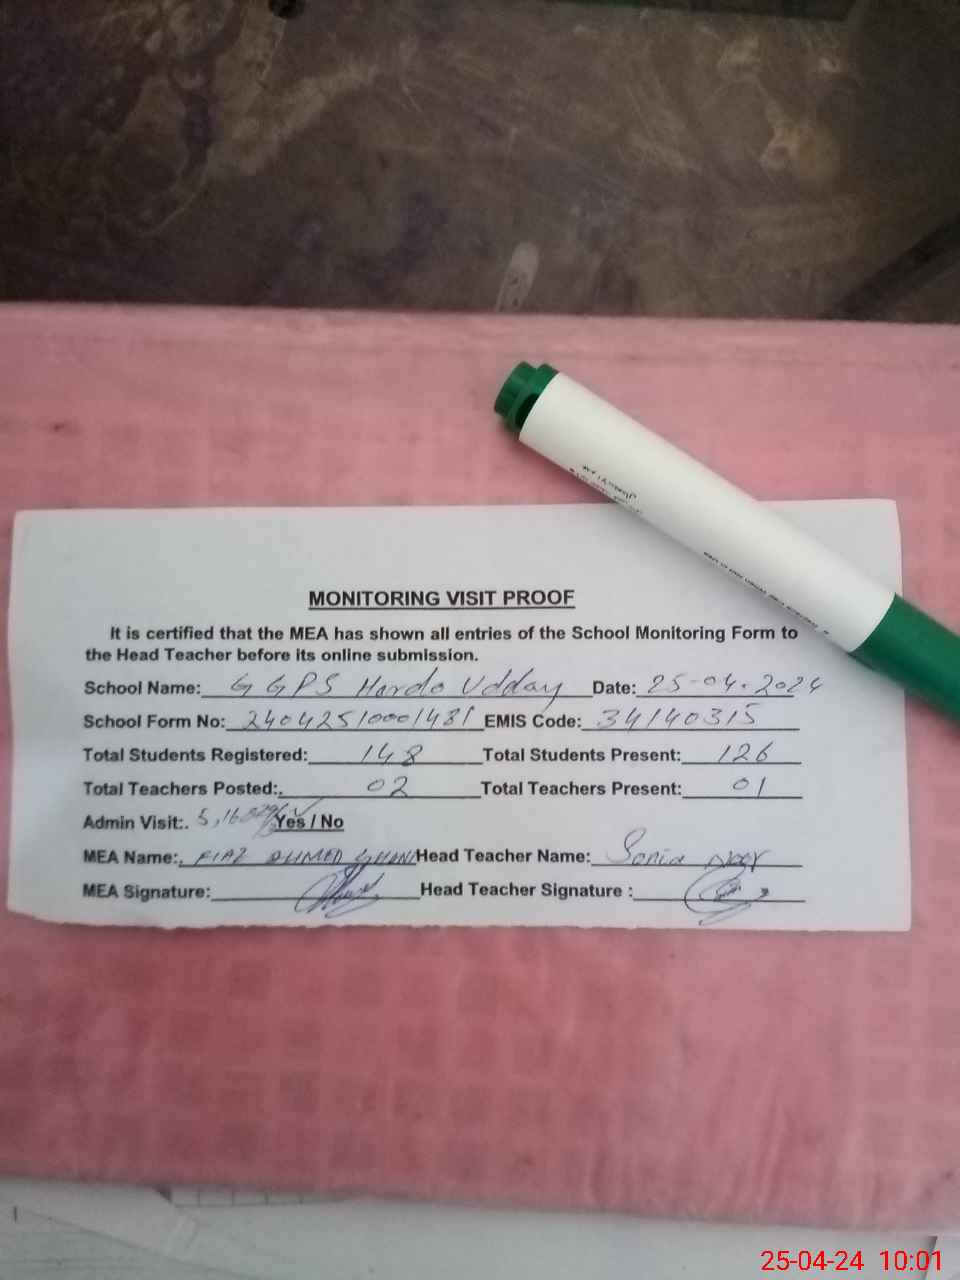 MONITORING VISIT PROOF
It is certified that the MEA has shown all entries of the School Monitoring Form to
the Head Teacher before its online submission.
School Name: GGPS Hardo Udday Date: 25-04-2024
School Form No: 24042510001481 EMIS Code: 34140315
Total Students Registered: 148 Total Students Present: 126
Total Teachers Posted:. 02 Total Teachers Present: 01
Admin Visit:. Yes / No
MEA Name:. FIAZ AHMED Head Teacher Name: Sonia Noor
MEA Signature: Head Teacher Signature :
25-04-24 10:01